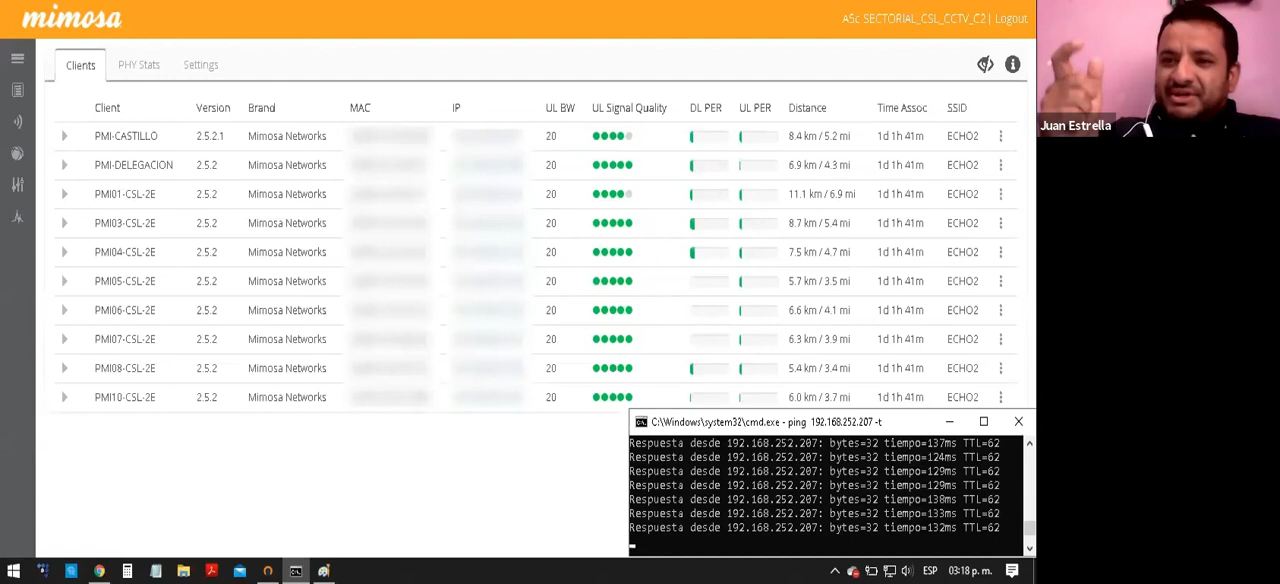 mimosa
A5c SECTORIAL_CSL_CCTV_C2| Logout
Clients PHY Stats Settings
Client Version Brand MAC IP UL BW UL Signal Quality DL PER UL PER Distance Time Assoc SSID
PMI-CASTILLO 2.5.2.1 Mimosa Networks 20 8.4 km / 5.2 mi 1d 1h 41m ECHO2
PMI-DELEGACION 2.5.2 Mimosa Networks 20 6.9 km / 4.3 mi 1d 1h 41m ECHO2
PMI01-CSL-2E 2.5.2 Mimosa Networks 20 11.1 km / 6.9 mi 1d 1h 41m ECHO2
PMI03-CSL-2E 2.5.2 Mimosa Networks 20 8.7 km / 5.4 mi 1d 1h 41m ECHO2
PMI04-CSL-2E 2.5.2 Mimosa Networks 20 7.5 km / 4.7 mi 1d 1h 41m ECHO2
PMI05-CSL-2E 2.5.2 Mimosa Networks 20 5.7 km / 3.5 mi 1d 1h 41m ECHO2
PMI06-CSL-2E 2.5.2 Mimosa Networks 20 6.6 km / 4.1 mi 1d 1h 41m ECHO2
PMI07-CSL-2E 2.5.2 Mimosa Networks 20 6.3 km / 3.9 mi 1d 1h 41m ECHO2
PMI08-CSL-2E 2.5.2 Mimosa Networks 20 5.4 km / 3.4 mi 1d 1h 41m ECHO2
PMI10-CSL-2E 2.5.2 Mimosa Networks 20 6.0 km / 3.7 mi 1d 1h 41m ECHO2
C:\Windows\system32\cmd.exe - ping 192.168.252.207 -t
Respuesta desde 192.168.252.207: bytes=32 tiempo=137ms TTL=62
Respuesta desde 192.168.252.207: bytes=32 tiempo=124ms TTL=62
Respuesta desde 192.168.252.207: bytes=32 tiempo=129ms TTL=62
Respuesta desde 192.168.252.207: bytes=32 tiempo=129ms TTL=62
Respuesta desde 192.168.252.207: bytes=32 tiempo=138ms TTL=62
Respuesta desde 192.168.252.207: bytes=32 tiempo=133ms TTL=62
Respuesta desde 192.168.252.207: bytes=32 tiempo=132ms TTL=62
Juan Estrella
ESP 03:18 p. m.